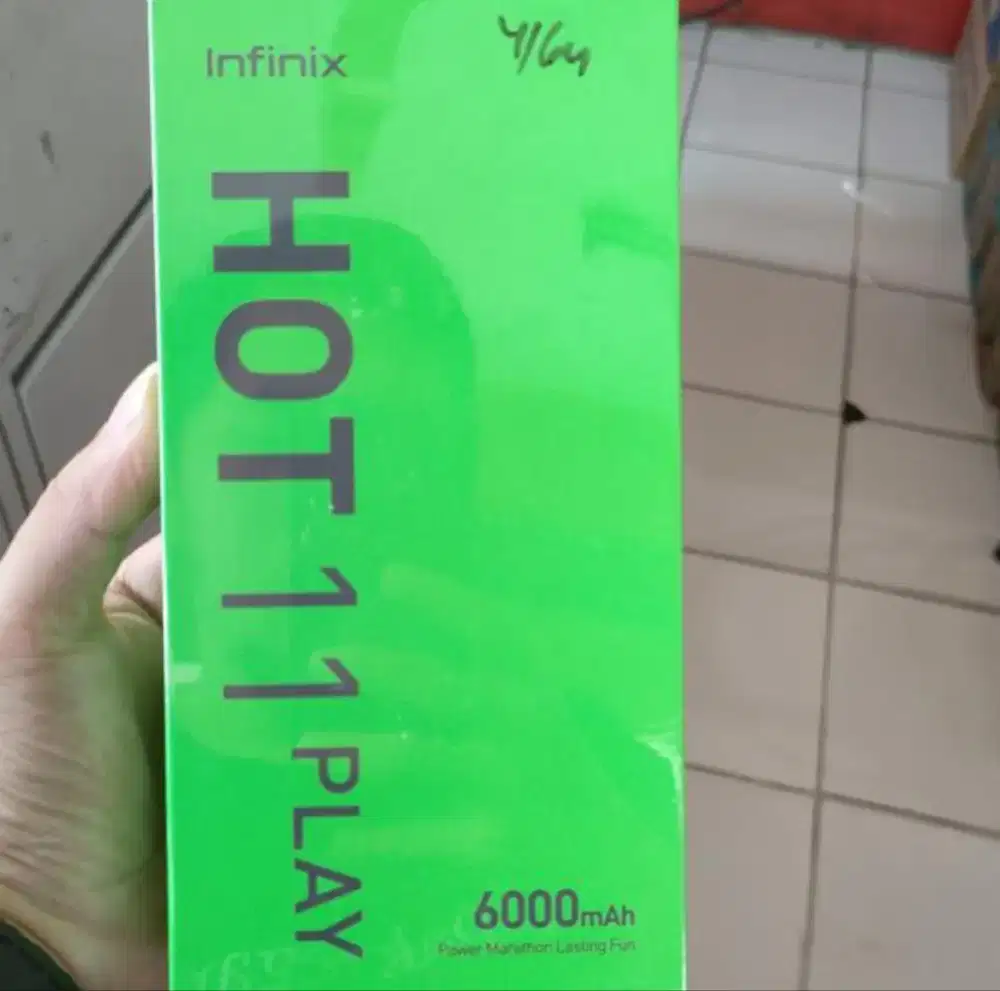 Infinix
4/64
HOT 11 PLAY
6000mAh
Power Marathon Lasting Fun